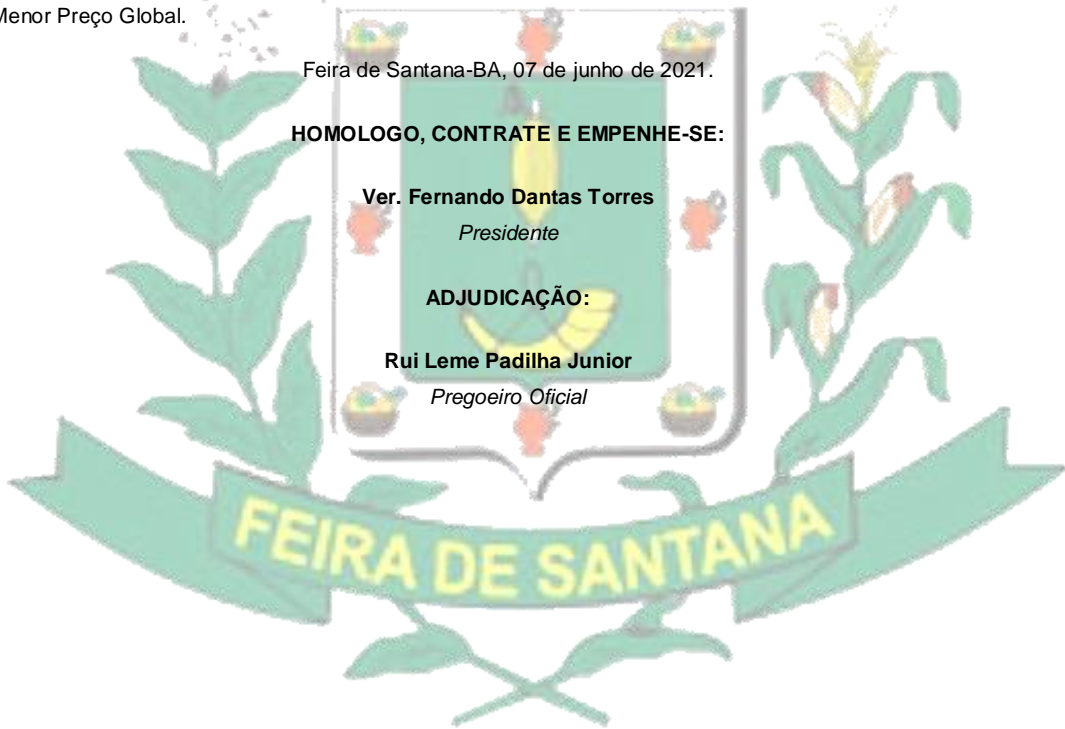 Menor Preço Global.
Feira de Santana-BA, 07 de junho de 2021.
HOMOLOGO, CONTRATE E EMPENHE-SE:
Ver. Fernando Dantas Torres
Presidente
ADJUDICAÇÃO:
Rui Leme Padilha Junior
Pregoeiro Oficial
FEIRA DE SANTANA